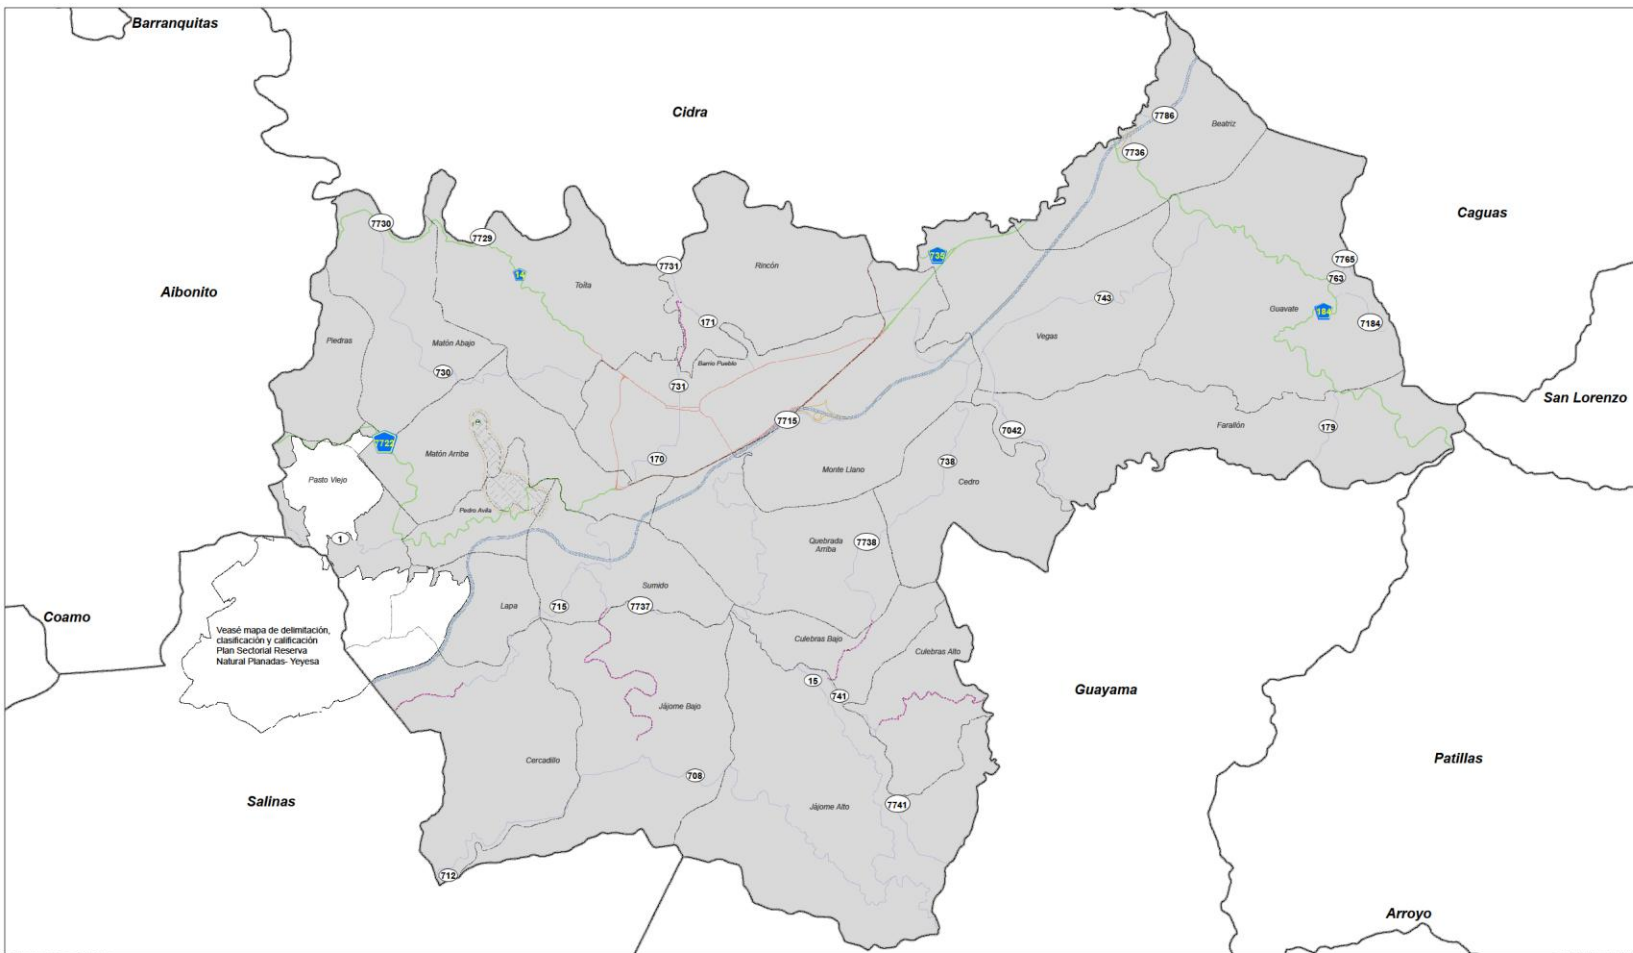 Barranquitas
Cidra
7786
Beatriz
7736
Caguas
7730
7729
14
7731
Rincón
735
7765
763
Toíta
Aibonito
743
Guavate
184
7184
171
Vegas
Piedras
Matón Abajo
Barrio Pueblo
730
731
San Lorenzo
7715
7042
Farallón
179
7722
Matón Arriba
170
Monte Llano
738
Cedro
Pasto Viejo
Pedro Avila
1
Quebrada
Arriba
7738
Sumido
Lapa
715
7737
Coamo
Veasé mapa de delimitación,
clasificación y calificación
Plan Sectorial Reserva
Natural Planadas- Yeyesa
Culebras Bajo
Culebras Alto
15
741
Guayama
Jájome Bajo
Cercadillo
708
Patillas
Salinas
Jájome Alto
7741
712
Arroyo